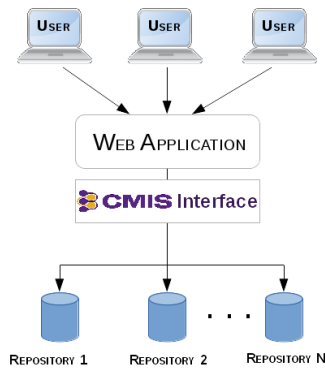 USER USER USER
WEB APPLICATION
CMIS Interface
REPOSITORY 1 REPOSITORY 2 REPOSITORY N